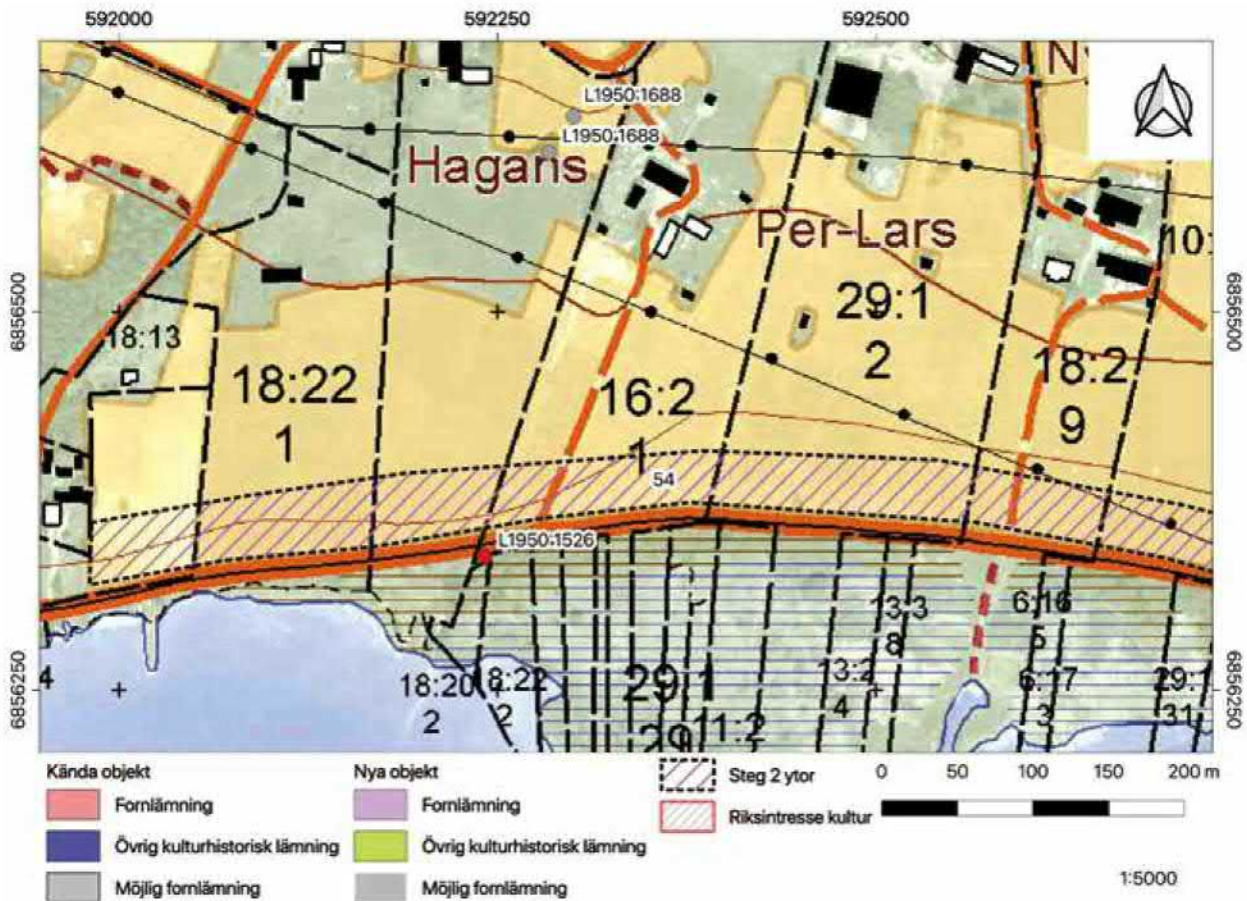 592000
592250
592500
L1950:1688
N
L1950:1688
Hagans
Per-Lars
10:
6856500
29:1
2
6856500
18:13
18:22
1
16:2
1
18:2
9
54
L1950:1526
13:3
8
6:16
5
4
18:20
2
18:22
2
29:1
29
11:2
13:2
4
6:17
3
29:1
31
6856250
6856250
Kända objekt
Fornlämning
Övrig kulturhistorisk lämning
Möjlig fornlämning
Nya objekt
Fornlämning
Övrig kulturhistorisk lämning
Möjlig fornlämning
Steg 2 ytor
Riksintresse kultur
0 50 100 150 200 m
1:5000